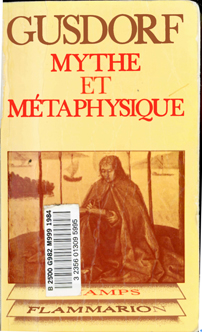 GUSDORF
MYTHE
ET
MÉTAPHYSIQUE
B 2500 G982 M999 1984
3 2356 01309 5995
AMPS
FLAMMARION